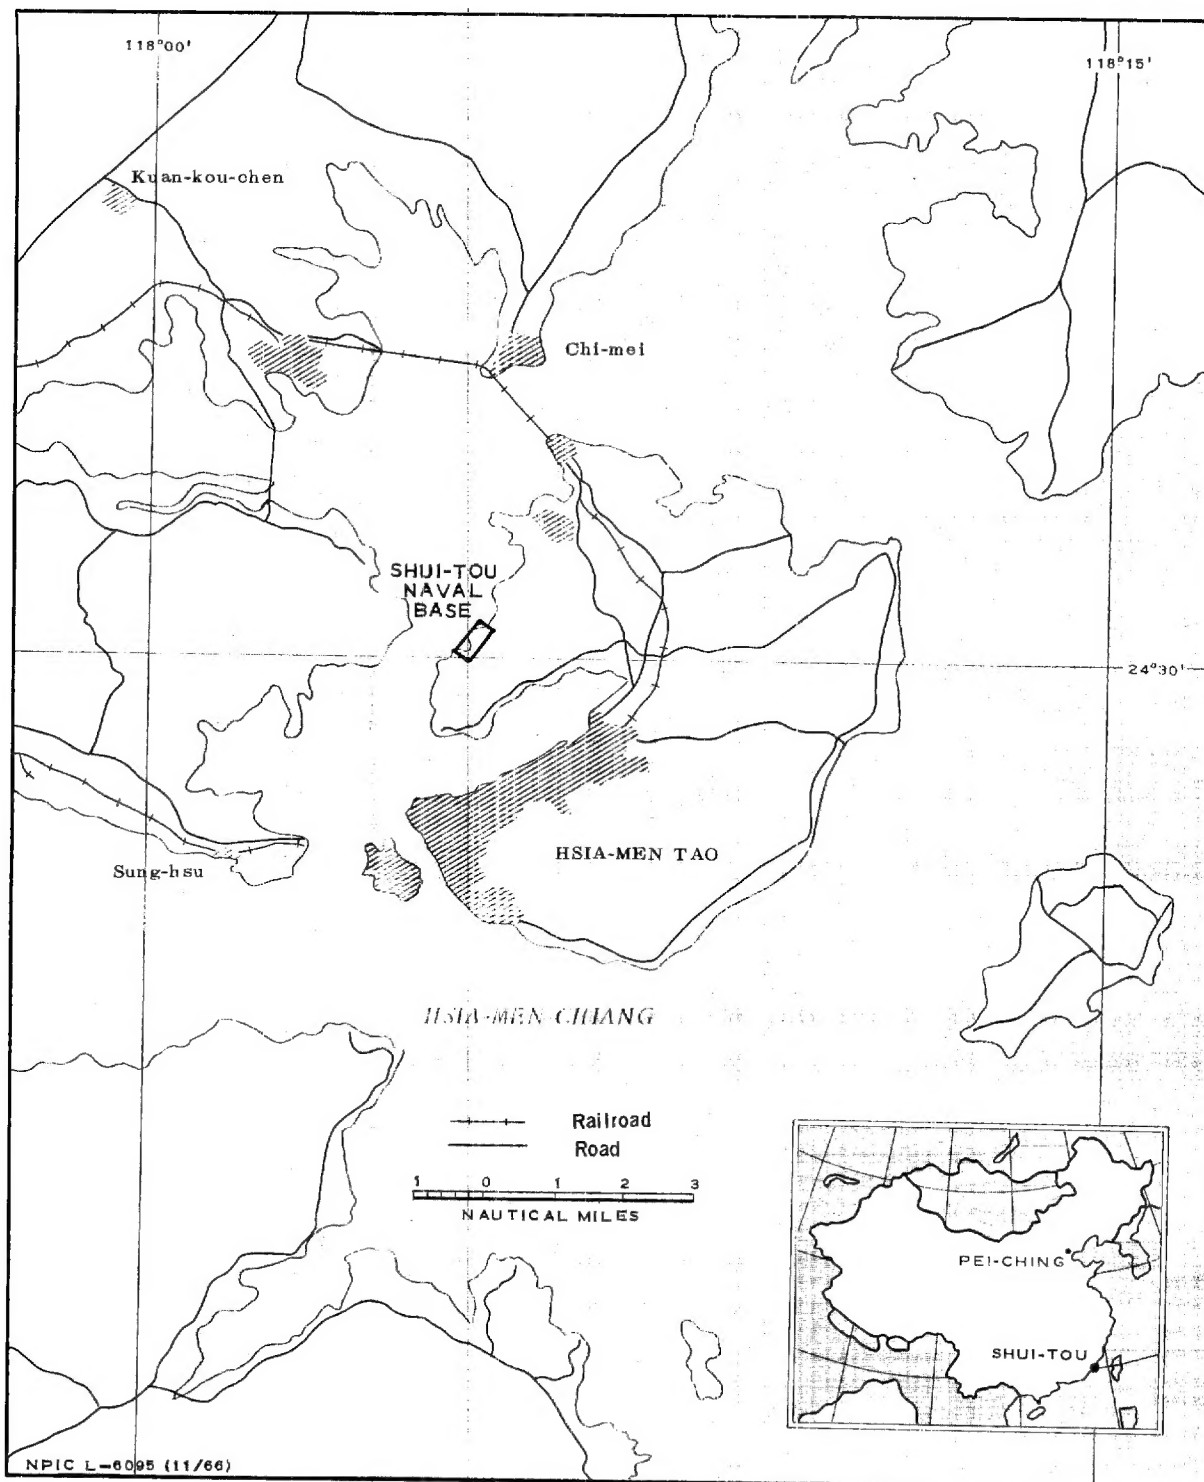 118°00'
118°15'
Kuan-kou-chen
Chi-mei
SHUI-TOU
NAVAL
BASE
24°30'
HSIA-MEN TAO
Sung-hsu
HSIA-MEN CHIANG
Railroad
Road
1 0 1 2 3
NAUTICAL MILES
PEI-CHING
SHUI-TOU
NPIC L-6095 (11/66)